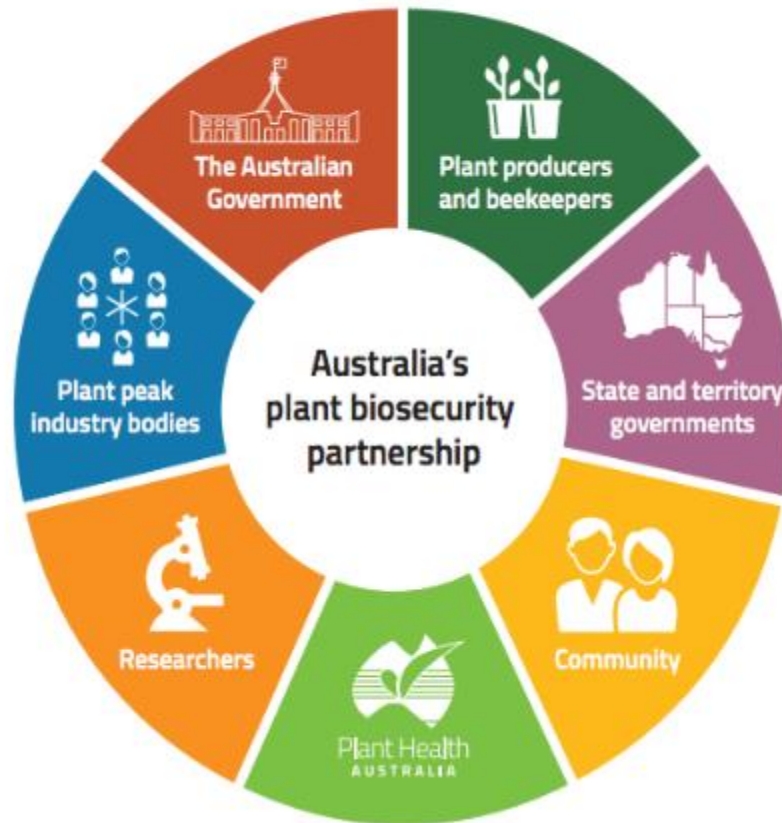 The Australian
Government
Plant producers
and beekeepers
State and territory
governments
Community
Plant Health
AUSTRALIA
Researchers
Plant peak
industry bodies
Australia's
plant biosecurity
partnership